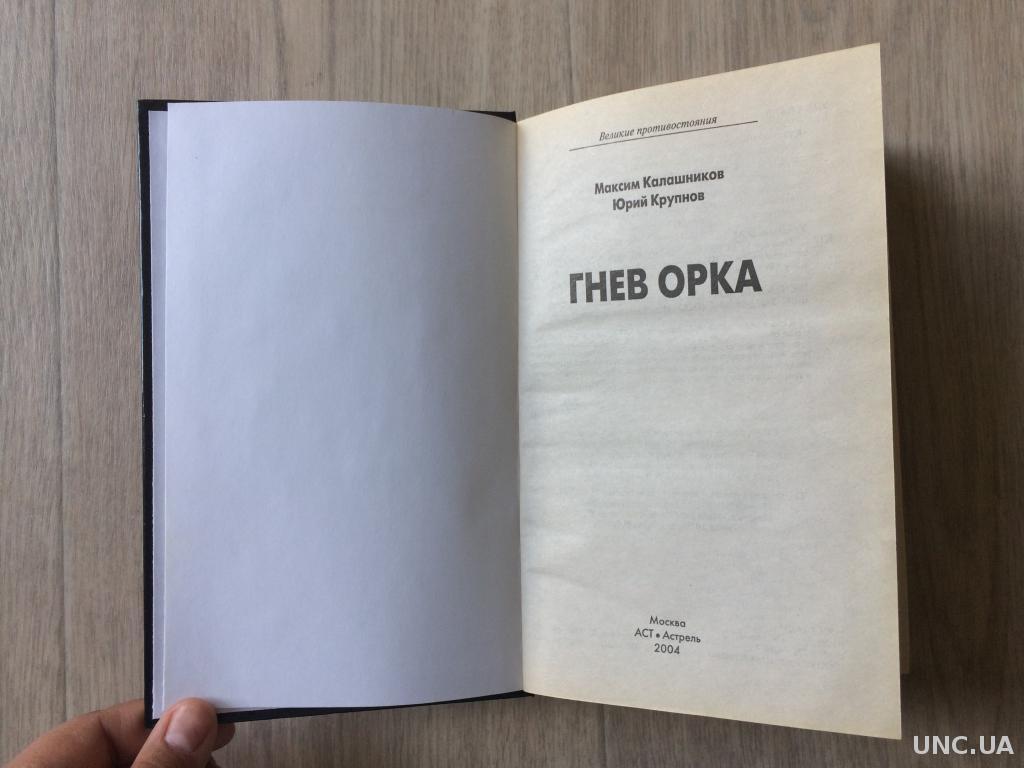 Великие противостояния
Максим Калашников
Юрий Крупнов
ГНЕВ ОРКА
Москва
АСТ • Астрель
2004
UNC.UA